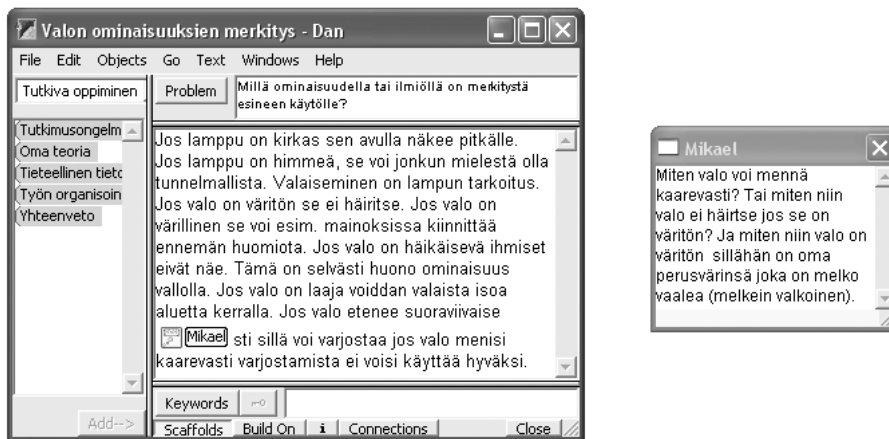 Valon ominaisuuksien merkitys - Dan
File Edit Objects Go Text Windows Help
Tutkiva oppiminen
Problem
Millä ominaisuudella tai ilmiöllä on merkitystä
esineen käytölle?
Tutkimusongelm
Oma teoria
Tieteellinen tieto
Työn organisoin
Yhteenveto
Add-->
Jos lamppu on kirkas sen avulla näkee pitkälle.
Jos lamppu on himmeä, se voi jonkun mielestä olla
tunnelmallista. Valaiseminen on lampun tarkoitus.
Jos valo on väritön se ei häiritse. Jos valo on
värillinen se voi esim. mainoksissa kiinnittää
ennemän huomiota. Jos valo on häikäisevä ihmiset
eivät näe. Tämä on selvästi huono ominaisuus
vallolla. Jos valo on laaja voiddan valaista isoa
aluetta kerralla. Jos valo etenee suoraviivaise
Mikael sti sillä voi varjostaa jos valo menisi
kaarevasti varjostamista ei voisi käyttää hyväksi.
Keywords
Scaffolds Build On i Connections Close
Mikael
Miten valo voi mennä
kaarevasti? Tai miten niin
valo ei häirtse jos se on
väritön? Ja miten niin valo on
väritön sillähän on oma
perusvärinsä joka on melko
vaalea (melkein valkoinen).